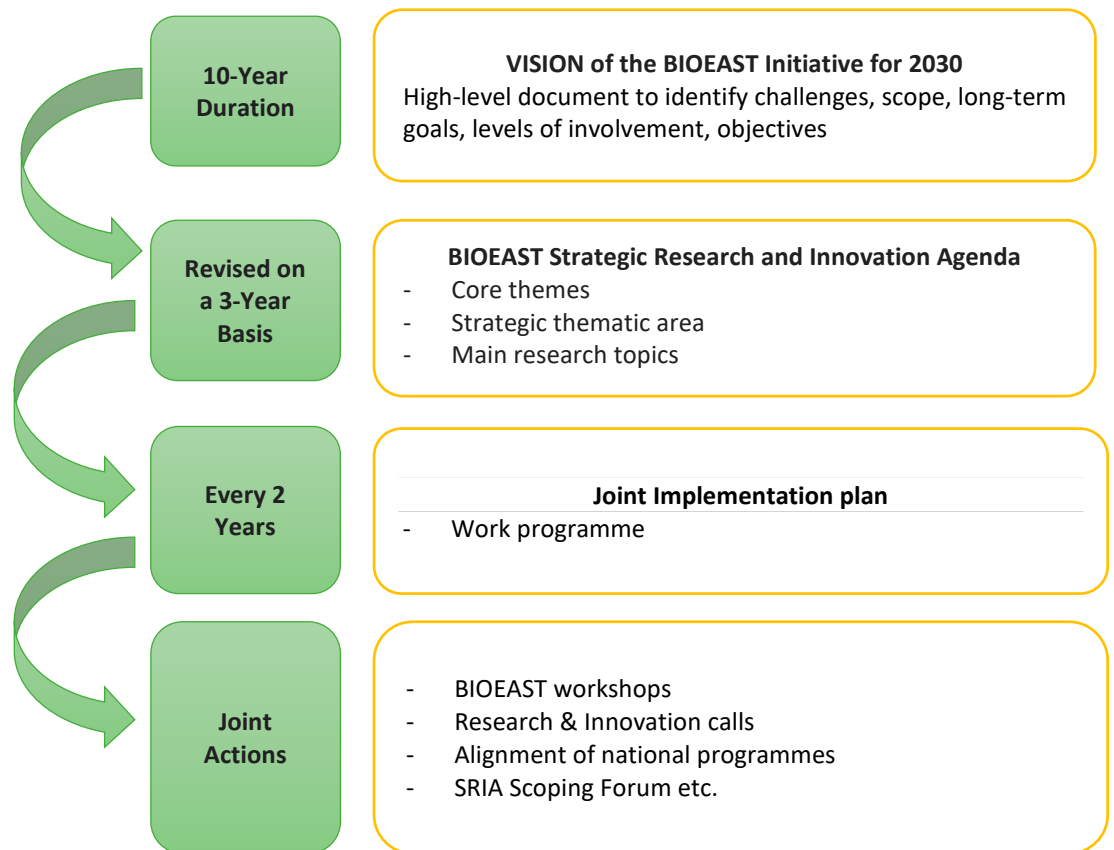 10-Year
Duration
VISION of the BIOEAST Initiative for 2030
High-level document to identify challenges, scope, long-term
goals, levels of involvement, objectives
Revised on
a 3-Year
Basis
BIOEAST Strategic Research and Innovation Agenda
- Core themes
- Strategic thematic area
- Main research topics
Every 2
Years
Joint Implementation plan
- Work programme
Joint
Actions
- BIOEAST workshops
- Research & Innovation calls
- Alignment of national programmes
- SRIA Scoping Forum etc.